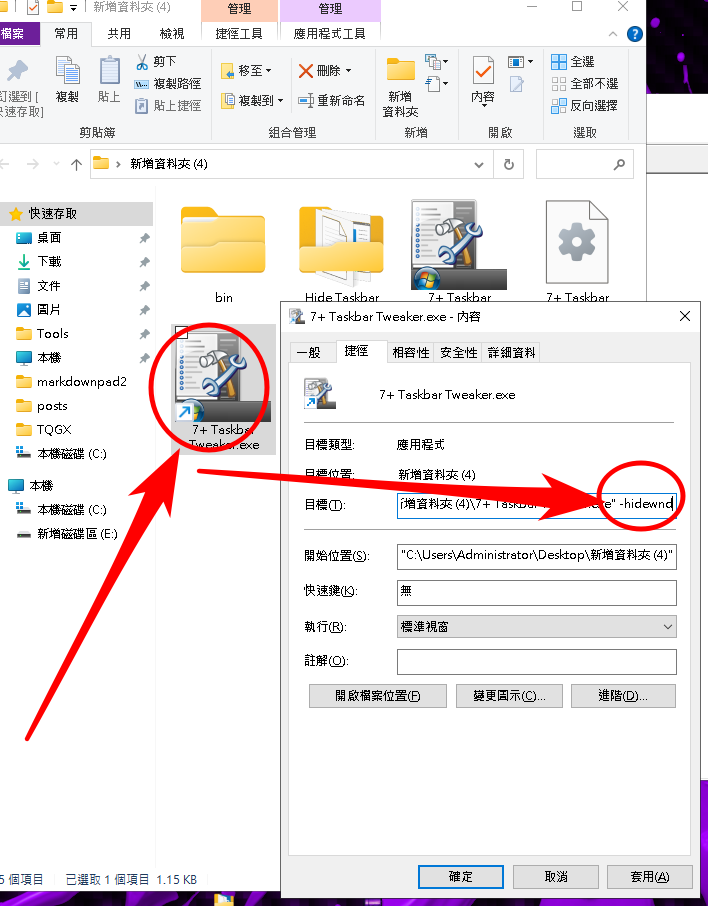 新增資料夾 (4)
管理
管理
檔案
常用
共用
檢視
捷徑工具
應用程式工具
釘選到 [
快速存取]
複製
貼上
剪下
複製路徑
貼上捷徑
剪貼簿
移至
複製到
刪除
重新命名
組合管理
新增
資料夾
新增
內容
開啟
全選
全部不選
反向選擇
選取
新增資料夾 (4)
快速存取
桌面
下載
文件
圖片
Tools
本機
markdownpad2
posts
TQGX
本機磁碟 (C:)
本機
本機磁碟 (C:)
新增磁碟區 (E:)
bin
Hide Taskbar
7+ Taskbar
7+ Taskbar
7+ Taskbar
Tweaker.exe
7+ Taskbar Tweaker.exe - 內容
一般
捷徑
相容性
安全性
詳細資料
7+ Taskbar Tweaker.exe
目標類型:
應用程式
目標位置:
新增資料夾 (4)
目標(T):
增資料夾 (4)\7+ Taskbar" -hidewnd
開始位置(S):
"C:\Users\Administrator\Desktop\新增資料夾 (4)"
快速鍵(K):
無
執行(R):
標準視窗
註解(O):
開啟檔案位置(F)
變更圖示(C)...
進階(D)...
確定
取消
套用(A)
5 個項目
已選取 1 個項目 1.15 KB